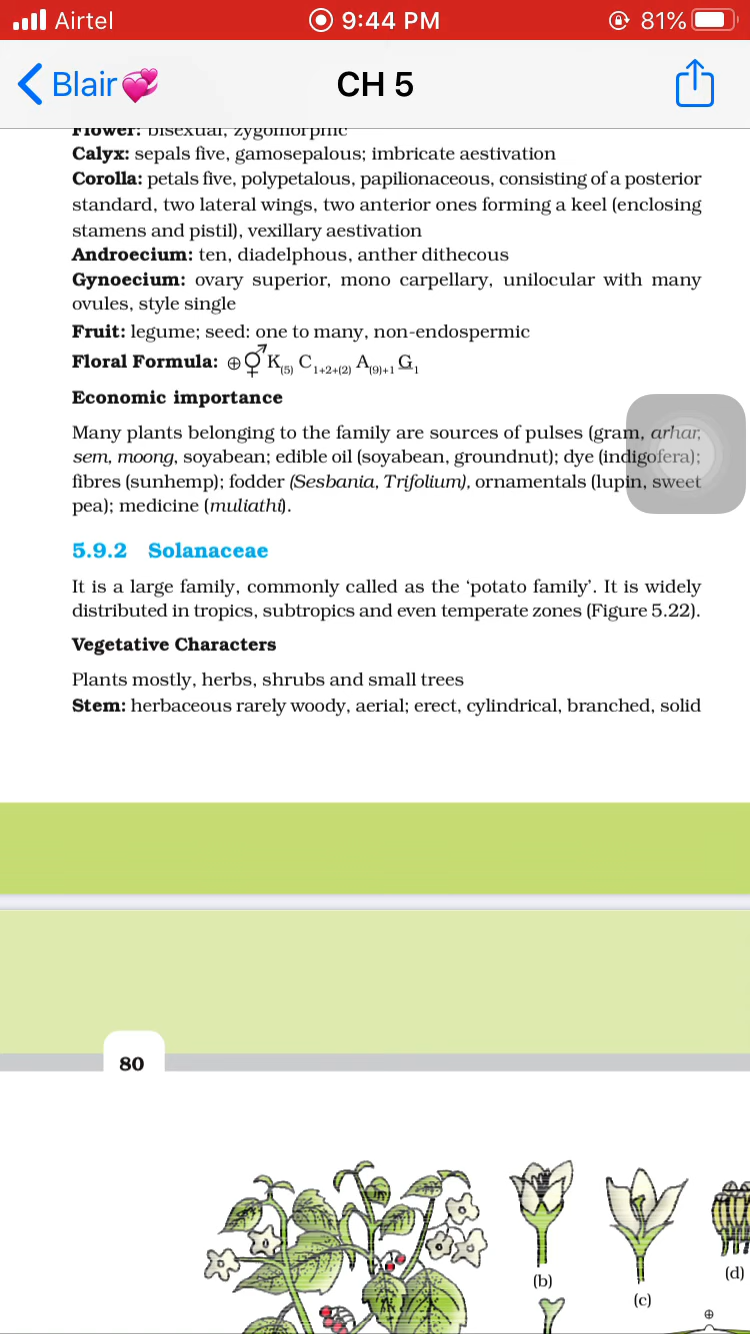 Airtel
9:44 PM
81%
Blair💞
CH 5
Flower: bisexual, zygomorphic
Calyx: sepals five, gamosepalous; imbricate aestivation
Corolla: petals five, polypetalous, papilionaceous, consisting of a posterior
standard, two lateral wings, two anterior ones forming a keel (enclosing
stamens and pistil), vexillary aestivation
Androecium: ten, diadelphous, anther dithecous
Gynoecium: ovary superior, mono carpellary, unilocular with many
ovules, style single
Fruit: legume; seed: one to many, non-endospermic
Floral Formula: ⊕⚥K(5) C1+2+(2) A(9)+1 G1
Economic importance
Many plants belonging to the family are sources of pulses (gram, arhar,
sem, moong, soyabean; edible oil (soyabean, groundnut); dye (indigofera);
fibres (sunhemp); fodder (Sesbania, Trifolium), ornamentals (lupin, sweet
pea); medicine (muliathi).
5.9.2 Solanaceae
It is a large family, commonly called as the ‘potato family’. It is widely
distributed in tropics, subtropics and even temperate zones (Figure 5.22).
Vegetative Characters
Plants mostly, herbs, shrubs and small trees
Stem: herbaceous rarely woody, aerial; erect, cylindrical, branched, solid
80
(b)
(c)
(d)
⊕